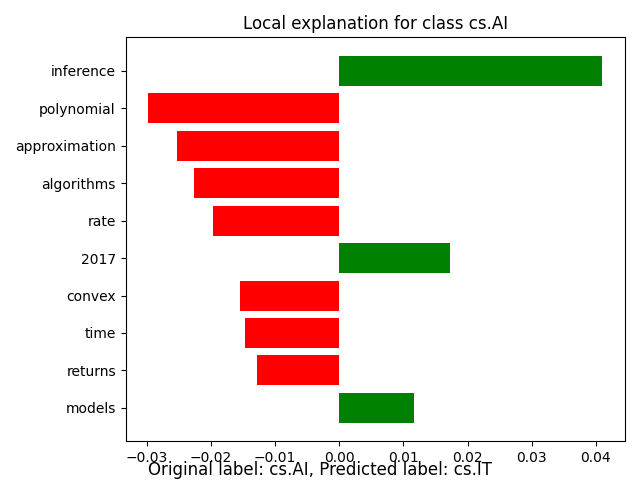 Local explanation for class cs.AI
inference
polynomial
approximation
algorithms
rate
2017
convex
time
returns
models
−0.03 −0.02 −0.01 0.00 0.01 0.02 0.03 0.04
Original label: cs.AI, Predicted label: cs.IT